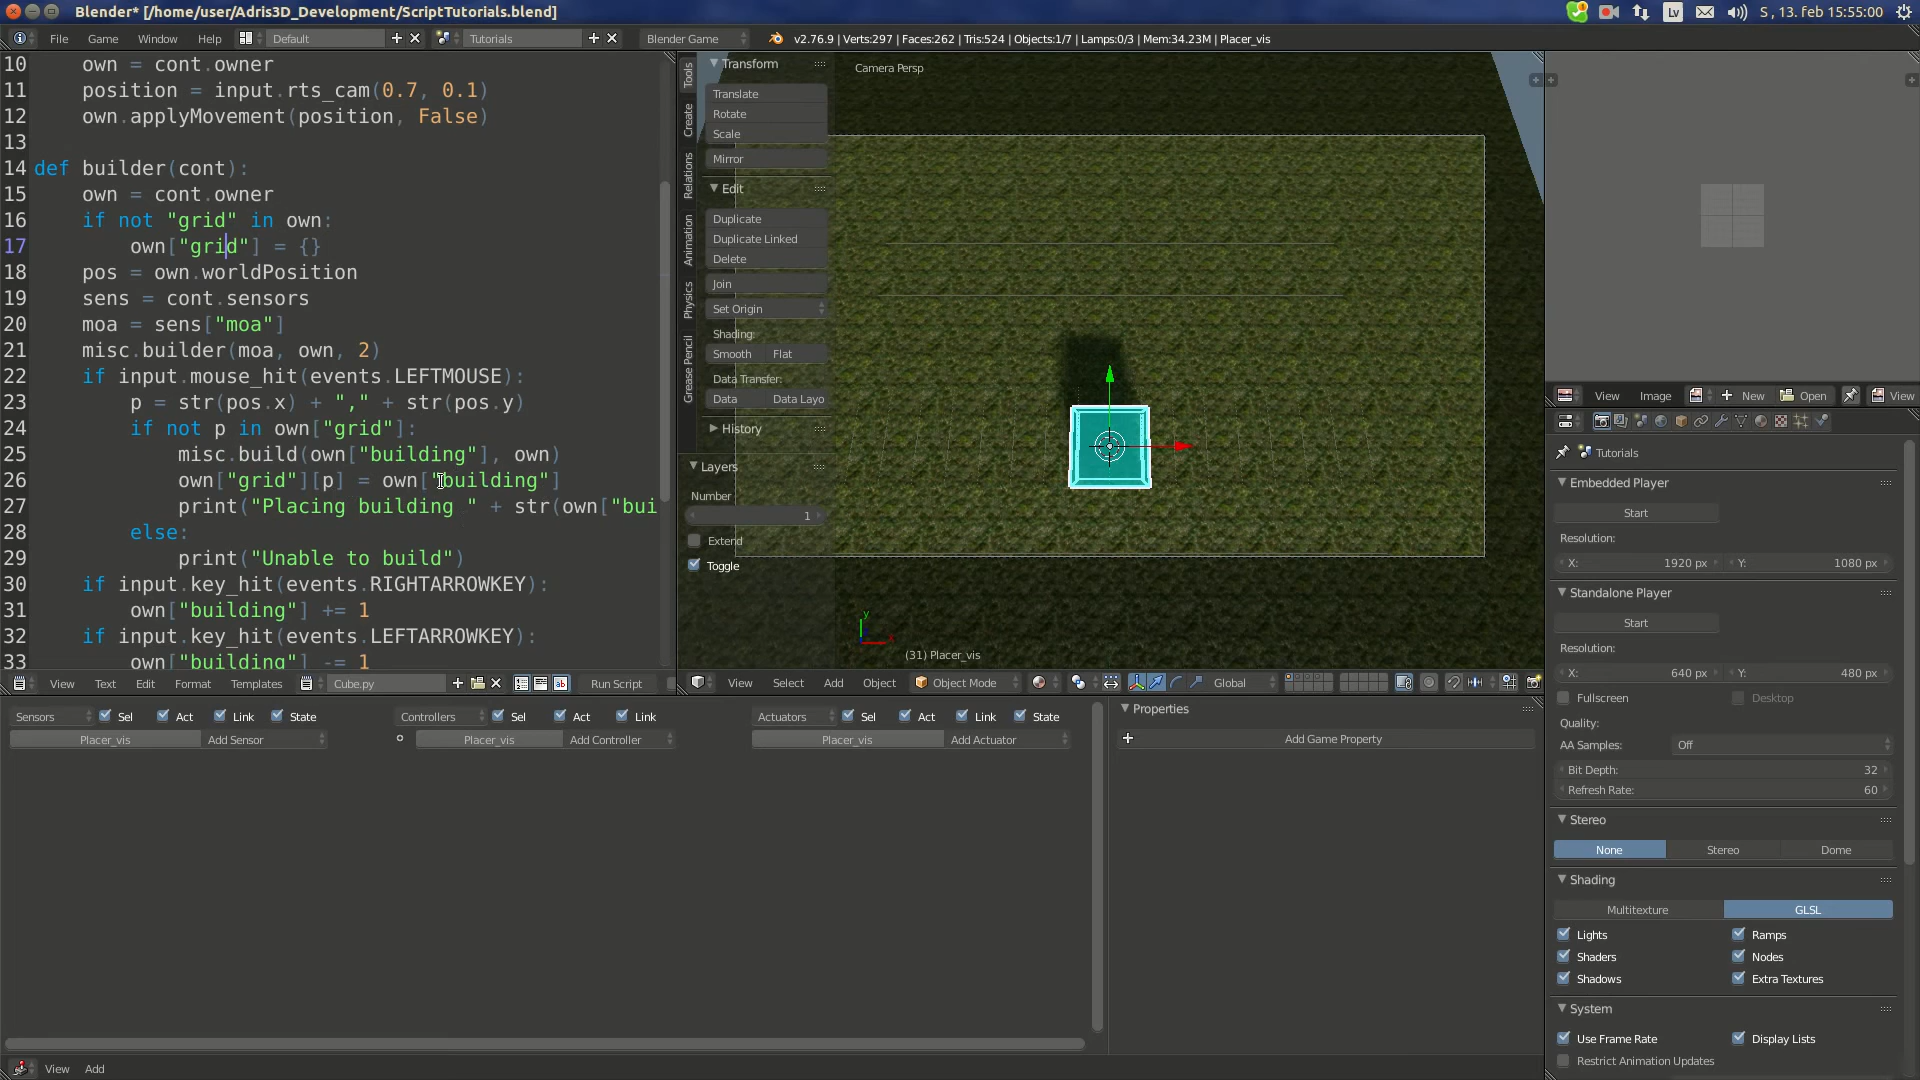 Blender* [/home/user/Adris3D_Development/ScriptTutorials.blend]
Lv
S , 13. feb 15:55:00
File Game Window Help
Default
Tutorials
Blender Game
v2.76.9 | Verts:297 | Faces:262 | Tris:524 | Objects:1/7 | Lamps:0/3 | Mem:34.23M | Placer_vis
10     own = cont.owner
11     position = input.rts_cam(0.7, 0.1)
12     own.applyMovement(position, False)
13
14 def builder(cont):
15     own = cont.owner
16     if not "grid" in own:
17         own["grid"] = {}
18     pos = own.worldPosition
19     sens = cont.sensors
20     moa = sens["moa"]
21     misc.builder(moa, own, 2)
22     if input.mouse_hit(events.LEFTMOUSE):
23         p = str(pos.x) + "," + str(pos.y)
24         if not p in own["grid"]:
25             misc.build(own["building"], own)
26             own["grid"][p] = own["building"]
27             print("Placing building " + str(own["bui
28         else:
29             print("Unable to build")
30     if input.key_hit(events.RIGHTARROWKEY):
31         own["building"] += 1
32     if input.key_hit(events.LEFTARROWKEY):
33         own["building"] -= 1
View Text Edit Format Templates
Cube.py
Run Script
Tools
Create
Relations
Animation
Physics
Grease Pencil
Transform
Translate
Rotate
Scale
Mirror
Edit
Duplicate
Duplicate Linked
Delete
Join
Set Origin
Shading:
Smooth Flat
Data Transfer:
Data Data Layo
History
Layers
Number
1
Extend
Toggle
Camera Persp
y
x
(31) Placer_vis
View Select Add Object
Object Mode
Global
View Image
New
Open
View
Tutorials
Embedded Player
Start
Resolution:
X: 1920 px Y: 1080 px
Standalone Player
Start
Resolution:
X: 640 px Y: 480 px
Fullscreen Desktop
Quality:
AA Samples: Off
Bit Depth: 32
Refresh Rate: 60
Stereo
None Stereo Dome
Shading
Multitexture GLSL
Lights Ramps
Shaders Nodes
Shadows Extra Textures
System
Use Frame Rate Display Lists
Restrict Animation Updates
Sensors Sel Act Link State
Placer_vis Add Sensor
Controllers Sel Act Link
Placer_vis Add Controller
Actuators Sel Act Link State
Placer_vis Add Actuator
Properties
Add Game Property
View Add